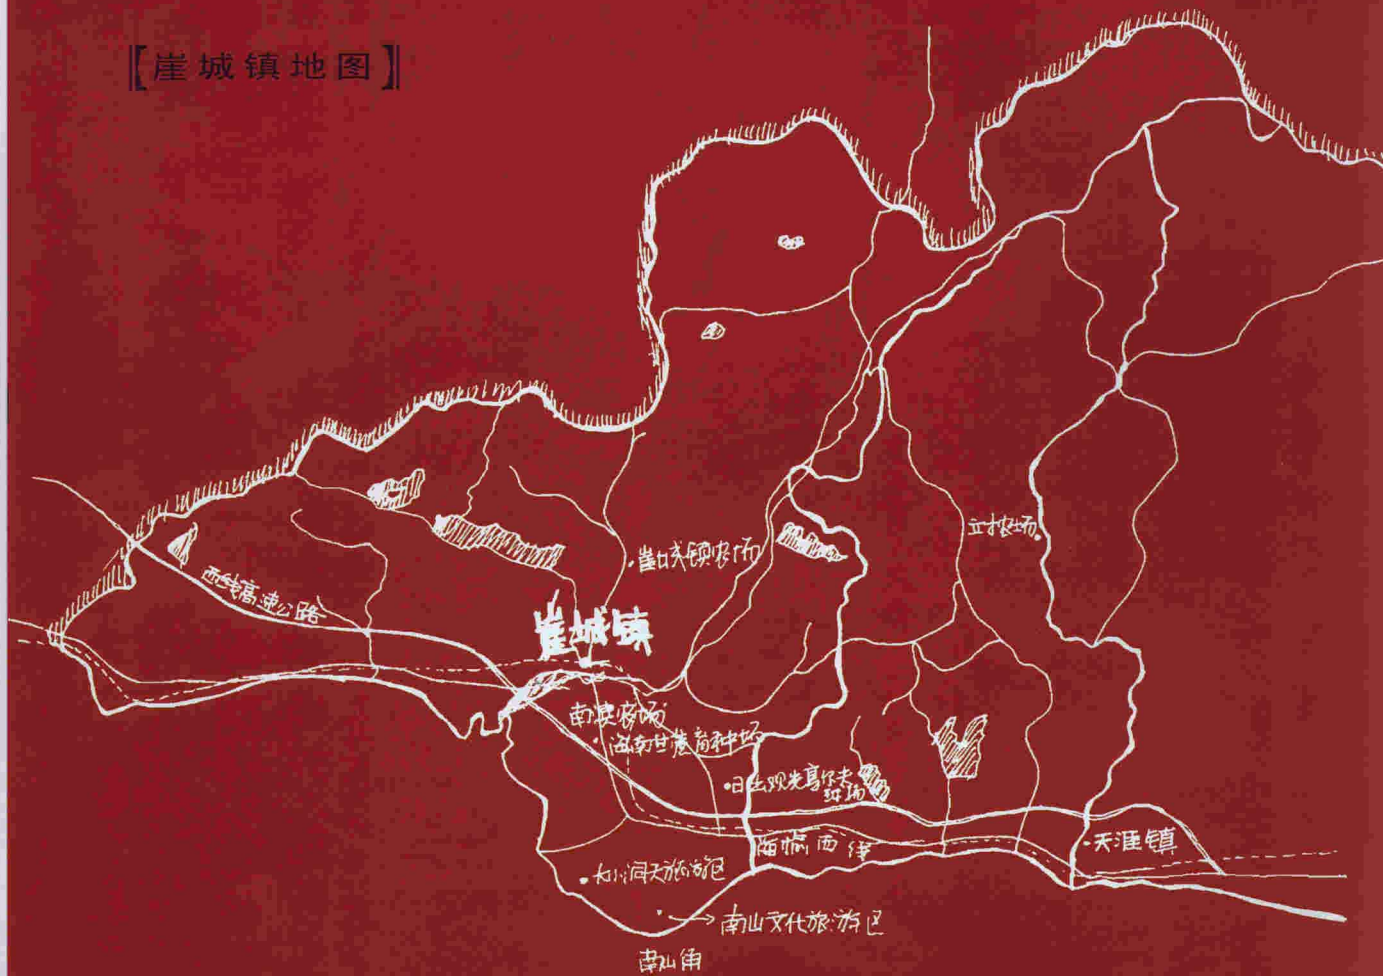 【崖城镇地图】
立才农场
崖城镇农场
西线高速公路
崖城镇
南滨农场
海南甘蔗育种场
日出观光高尔夫
球场
天涯镇
海榆西线
大小洞天旅游区
南山文化旅游区
南山角